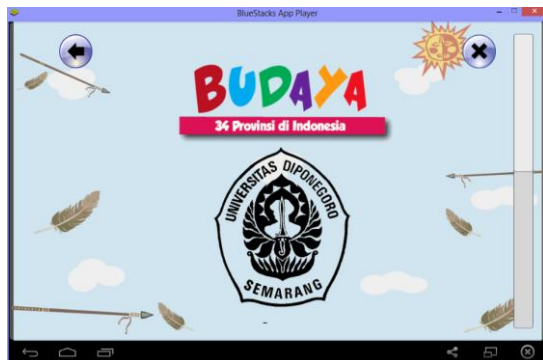 BlueStacks App Player
BUDAYA
34 Provinsi di Indonesia
UNIVERSITAS DIPONEGORO
SEMARANG